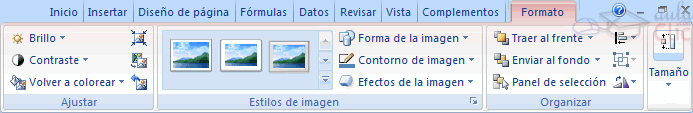 Inicio Insertar Diseño de página Fórmulas Datos Revisar Vista Complementos Formato
aulaClic
Brillo
Contraste
Volver a colorear
Ajustar
Forma de la imagen
Contorno de imagen
Efectos de la imagen
Estilos de imagen
Traer al frente
Enviar al fondo
Panel de selección
Organizar
Tamaño